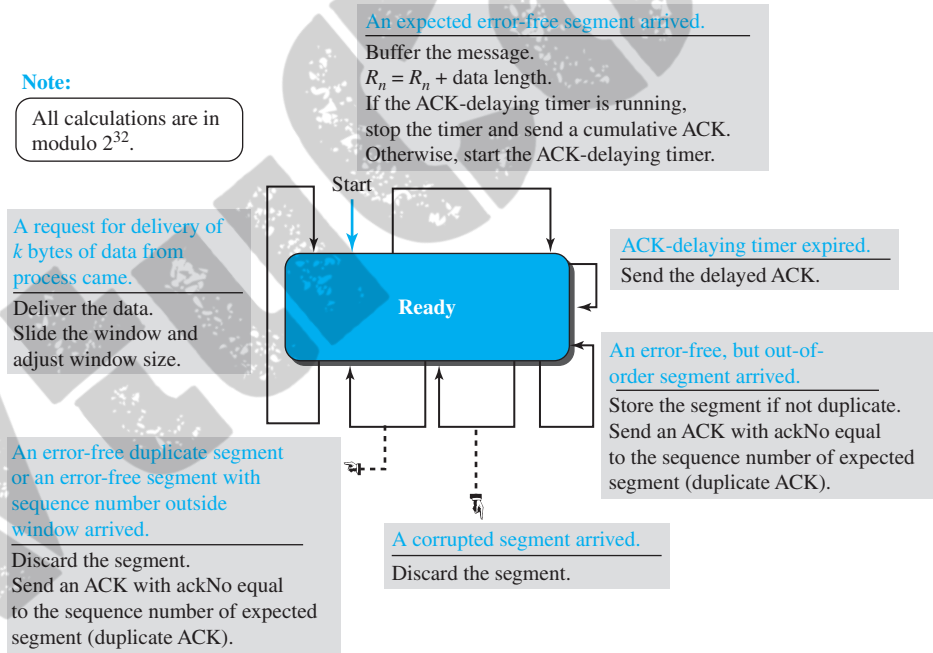 An expected error-free segment arrived.
Buffer the message.
Rₙ = Rₙ + data length.
If the ACK-delaying timer is running,
stop the timer and send a cumulative ACK.
Otherwise, start the ACK-delaying timer.
Note:
All calculations are in
modulo 2³².
Start
A request for delivery of
k bytes of data from
process came.
Deliver the data.
Slide the window and
adjust window size.
Ready
ACK-delaying timer expired.
Send the delayed ACK.
An error-free, but out-of-
order segment arrived.
Store the segment if not duplicate.
Send an ACK with ackNo equal
to the sequence number of expected
segment (duplicate ACK).
An error-free duplicate segment
or an error-free segment with
sequence number outside
window arrived.
Discard the segment.
Send an ACK with ackNo equal
to the sequence number of expected
segment (duplicate ACK).
A corrupted segment arrived.
Discard the segment.